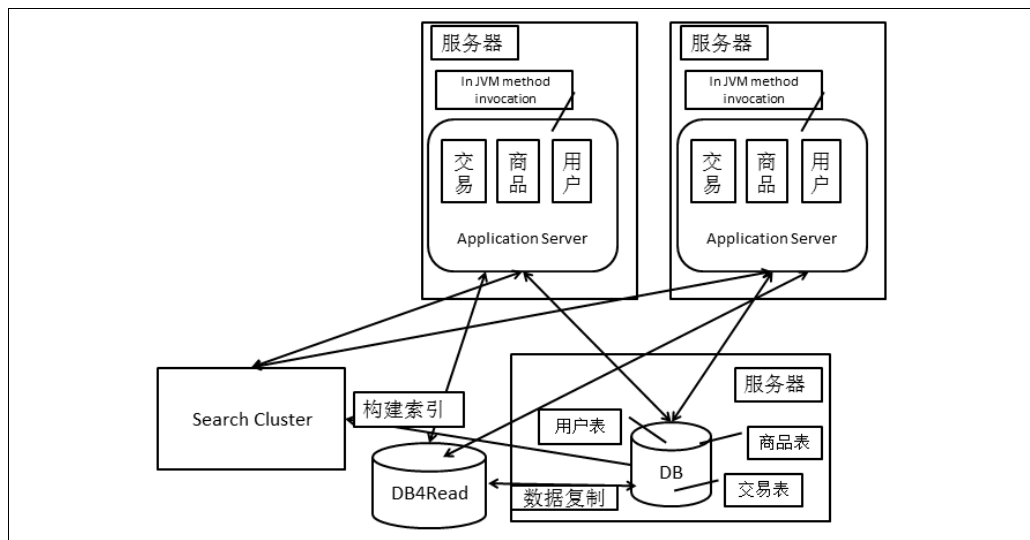 服务器
In JVM method
invocation
交易
商品
用户
Application Server
服务器
In JVM method
invocation
交易
商品
用户
Application Server
Search Cluster
构建索引
DB4Read
数据复制
服务器
用户表
DB
商品表
交易表